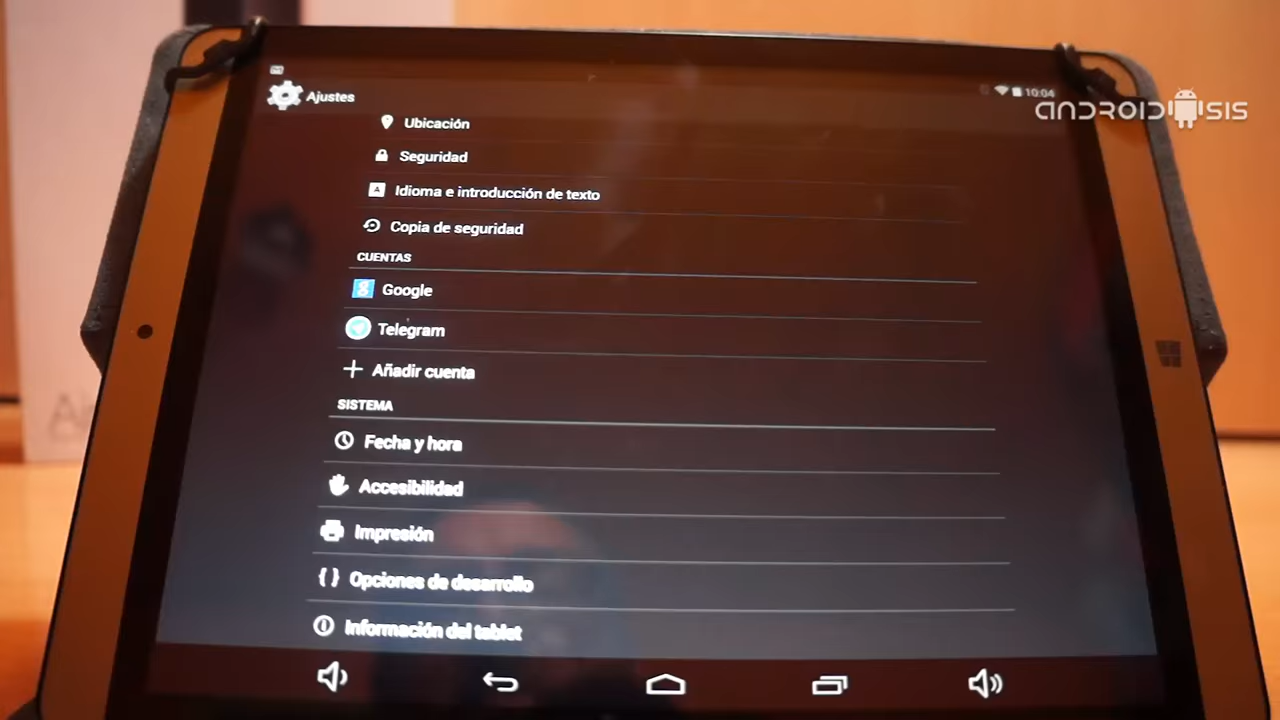 Ajustes
10:04
ANDROIDSIS
Ubicación
Seguridad
Idioma e introducción de texto
Copia de seguridad
CUENTAS
Google
Telegram
Añadir cuenta
SISTEMA
Fecha y hora
Accesibilidad
Impresión
{ } Opciones de desarrollo
Información del tablet